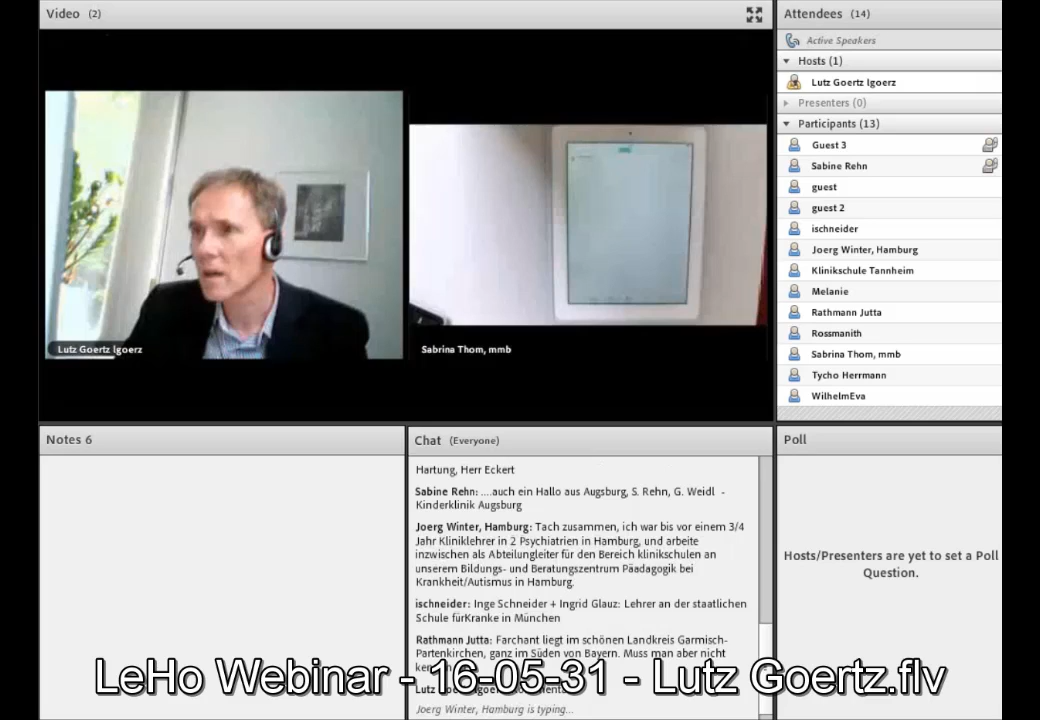 Video (2)
Lutz Goertz lgoerz
Sabrina Thom, mmb
Attendees (14)
Active Speakers
Hosts (1)
Lutz Goertz lgoerz
Presenters (0)
Participants (13)
Guest 3
Sabine Rehn
guest
guest 2
ischneider
Joerg Winter, Hamburg
Klinikschule Tannheim
Melanie
Rathmann Jutta
Rossmanith
Sabrina Thom, mmb
Tycho Herrmann
WilhelmEva
Notes 6
Chat (Everyone)
Hartung, Herr Eckert
Sabine Rehn: ....auch ein Hallo aus Augsburg, S. Rehn, G. Weidl -
Kinderklinik Augsburg
Joerg Winter, Hamburg: Tach zusammen, ich war bis vor einem 3/4
Jahr Kliniklehrer in 2 Psychiatrien in Hamburg, und arbeite
inzwischen als Abteilungleiter für den Bereich klinikschulen an
unserem Bildungs- und Beratungszentrum Päadagogik bei
Krankheit/Autismus in Hamburg.
ischneider: Inge Schneider + Ingrid Glauz: Lehrer an der staatlichen
Schule fürKranke in München
Rathmann Jutta: Farchant liegt im schönen Landkreis Garmisch-
Partenkirchen, ganz im Süden von Bayern. Muss man aber nicht
Joerg Winter, Hamburg is typing...
Poll
Hosts/Presenters are yet to set a Poll
Question.
LeHo Webinar - 16-05-31 - Lutz Goertz.flv